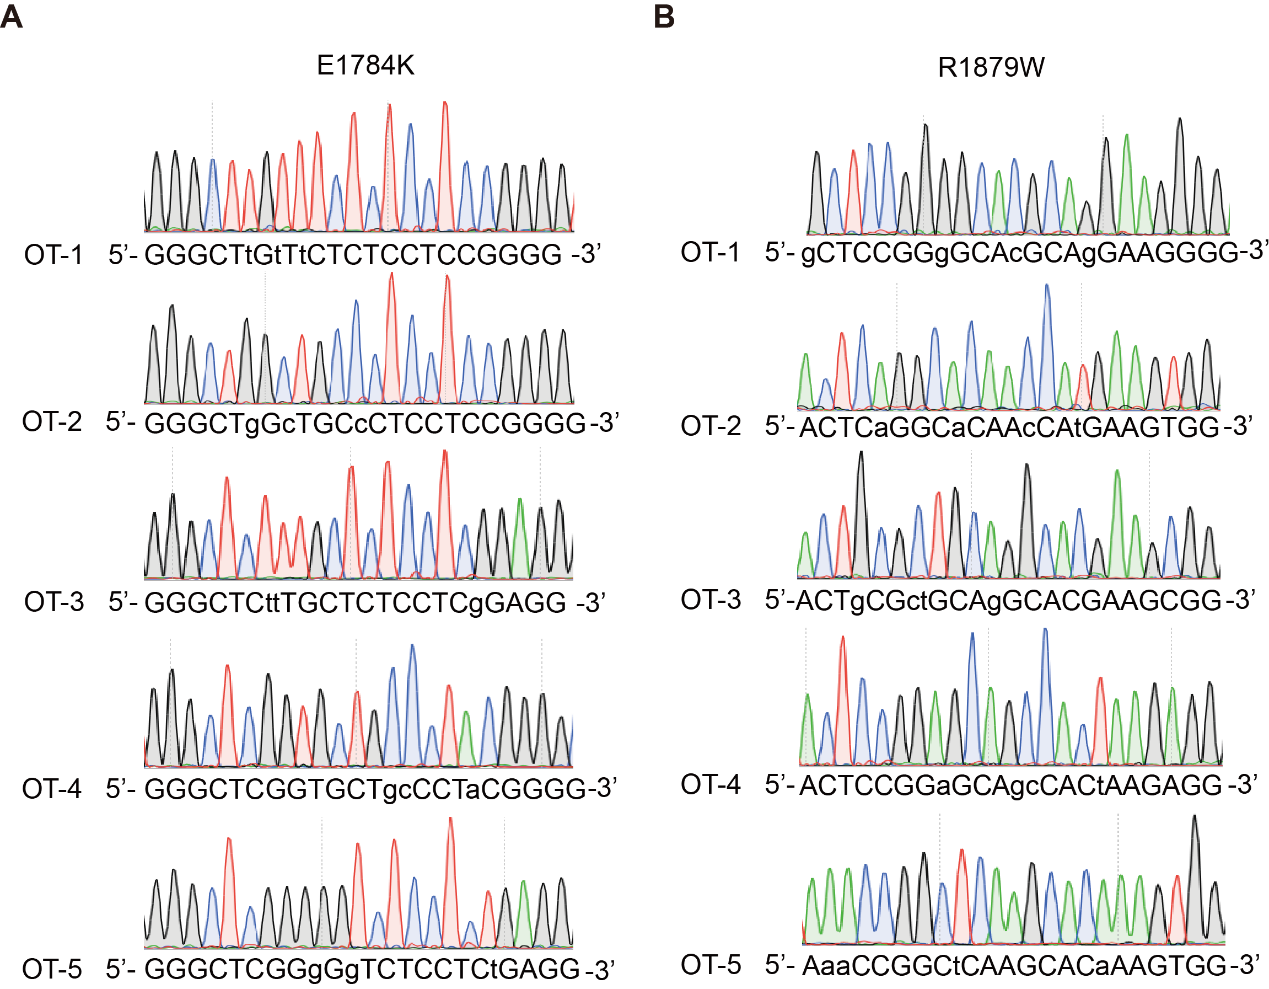 A
E1784K
OT-1 5’- GGGCTtGtTtCTCTCCTCCGGGG -3’
OT-2 5’- GGGCTgGcTGCcCTCCTCCGGGG -3’
OT-3 5’- GGGCTCttTGCTCTCCTCgGAGG -3’
OT-4 5’- GGGCTCGGTGCTgcCCTaCGGGG-3’
OT-5 5’- GGGCTCGGgGgTCTCCTCtGAGG -3’
B
R1879W
OT-1 5’- gCTCCGGgGCAcGCAgGAAGGGG-3’
OT-2 5’- ACTCaGGCaCAAcCAtGAAGTGG -3’
OT-3 5’-ACTgCGctGCAgGCACGAAGCGG -3’
OT-4 5’-ACTCCGGaGCAgcCACtAAGAGG -3’
OT-5 5’- AaaCCGGCtCAAGCACaAAGTGG-3’